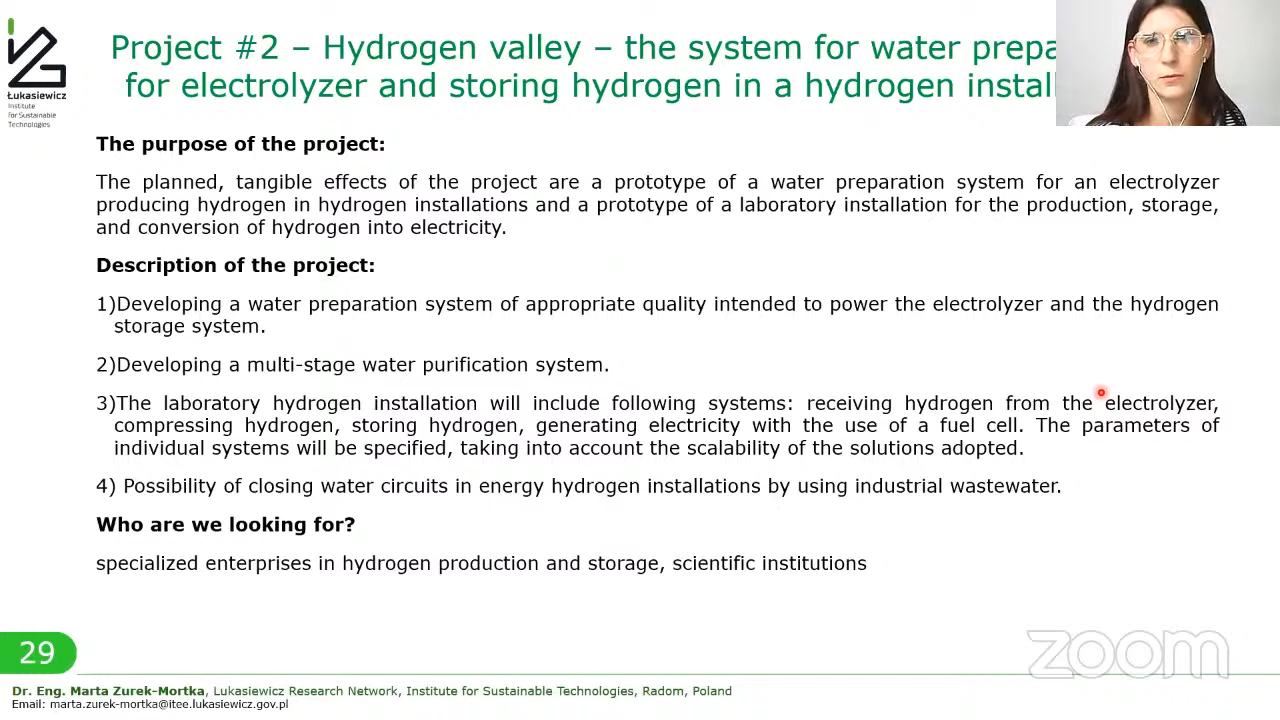 Project #2 – Hydrogen valley – the system for water prepa
for electrolyzer and storing hydrogen in a hydrogen instal
Łukasiewicz
Institute
for Sustainable
Technologies
The purpose of the project:
The planned, tangible effects of the project are a prototype of a water preparation system for an electrolyzer
producing hydrogen in hydrogen installations and a prototype of a laboratory installation for the production, storage,
and conversion of hydrogen into electricity.
Description of the project:
1)Developing a water preparation system of appropriate quality intended to power the electrolyzer and the hydrogen
storage system.
2)Developing a multi-stage water purification system.
3)The laboratory hydrogen installation will include following systems: receiving hydrogen from the electrolyzer,
compressing hydrogen, storing hydrogen, generating electricity with the use of a fuel cell. The parameters of
individual systems will be specified, taking into account the scalability of the solutions adopted.
4) Possibility of closing water circuits in energy hydrogen installations by using industrial wastewater.
Who are we looking for?
specialized enterprises in hydrogen production and storage, scientific institutions
29
zoom
Dr. Eng. Marta Zurek-Mortka, Lukasiewicz Research Network, Institute for Sustainable Technologies, Radom, Poland
Email: marta.zurek-mortka@itee.lukasiewicz.gov.pl